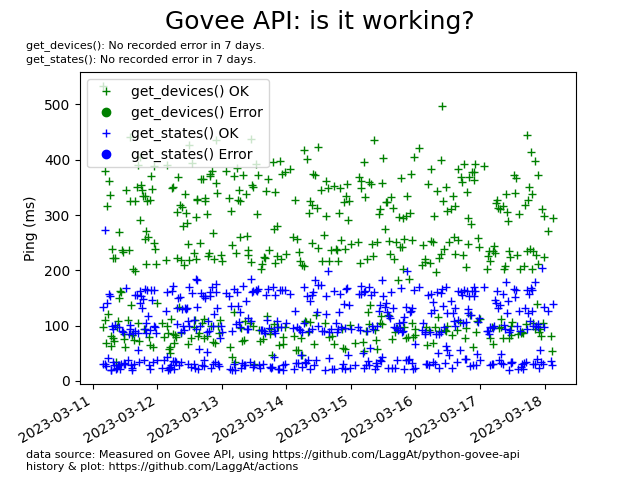 Govee API: is it working?
get_devices(): No recorded error in 7 days.
get_states(): No recorded error in 7 days.
get_devices() OK
get_devices() Error
get_states() OK
get_states() Error
Ping (ms)
500
400
300
200
100
0
2023-03-11
2023-03-12
2023-03-13
2023-03-14
2023-03-15
2023-03-16
2023-03-17
2023-03-18
data source: Measured on Govee API, using https://github.com/LaggAt/python-govee-api
history & plot: https://github.com/LaggAt/actions